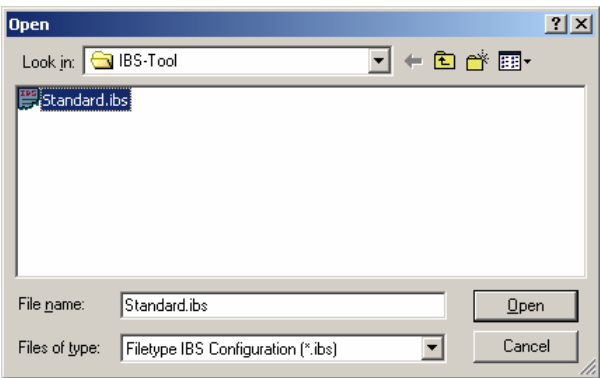 Open
Look in: IBS-Tool
Standard.ibs
File name: Standard.ibs Open
Files of type: Filetype IBS Configuration (*.ibs) Cancel